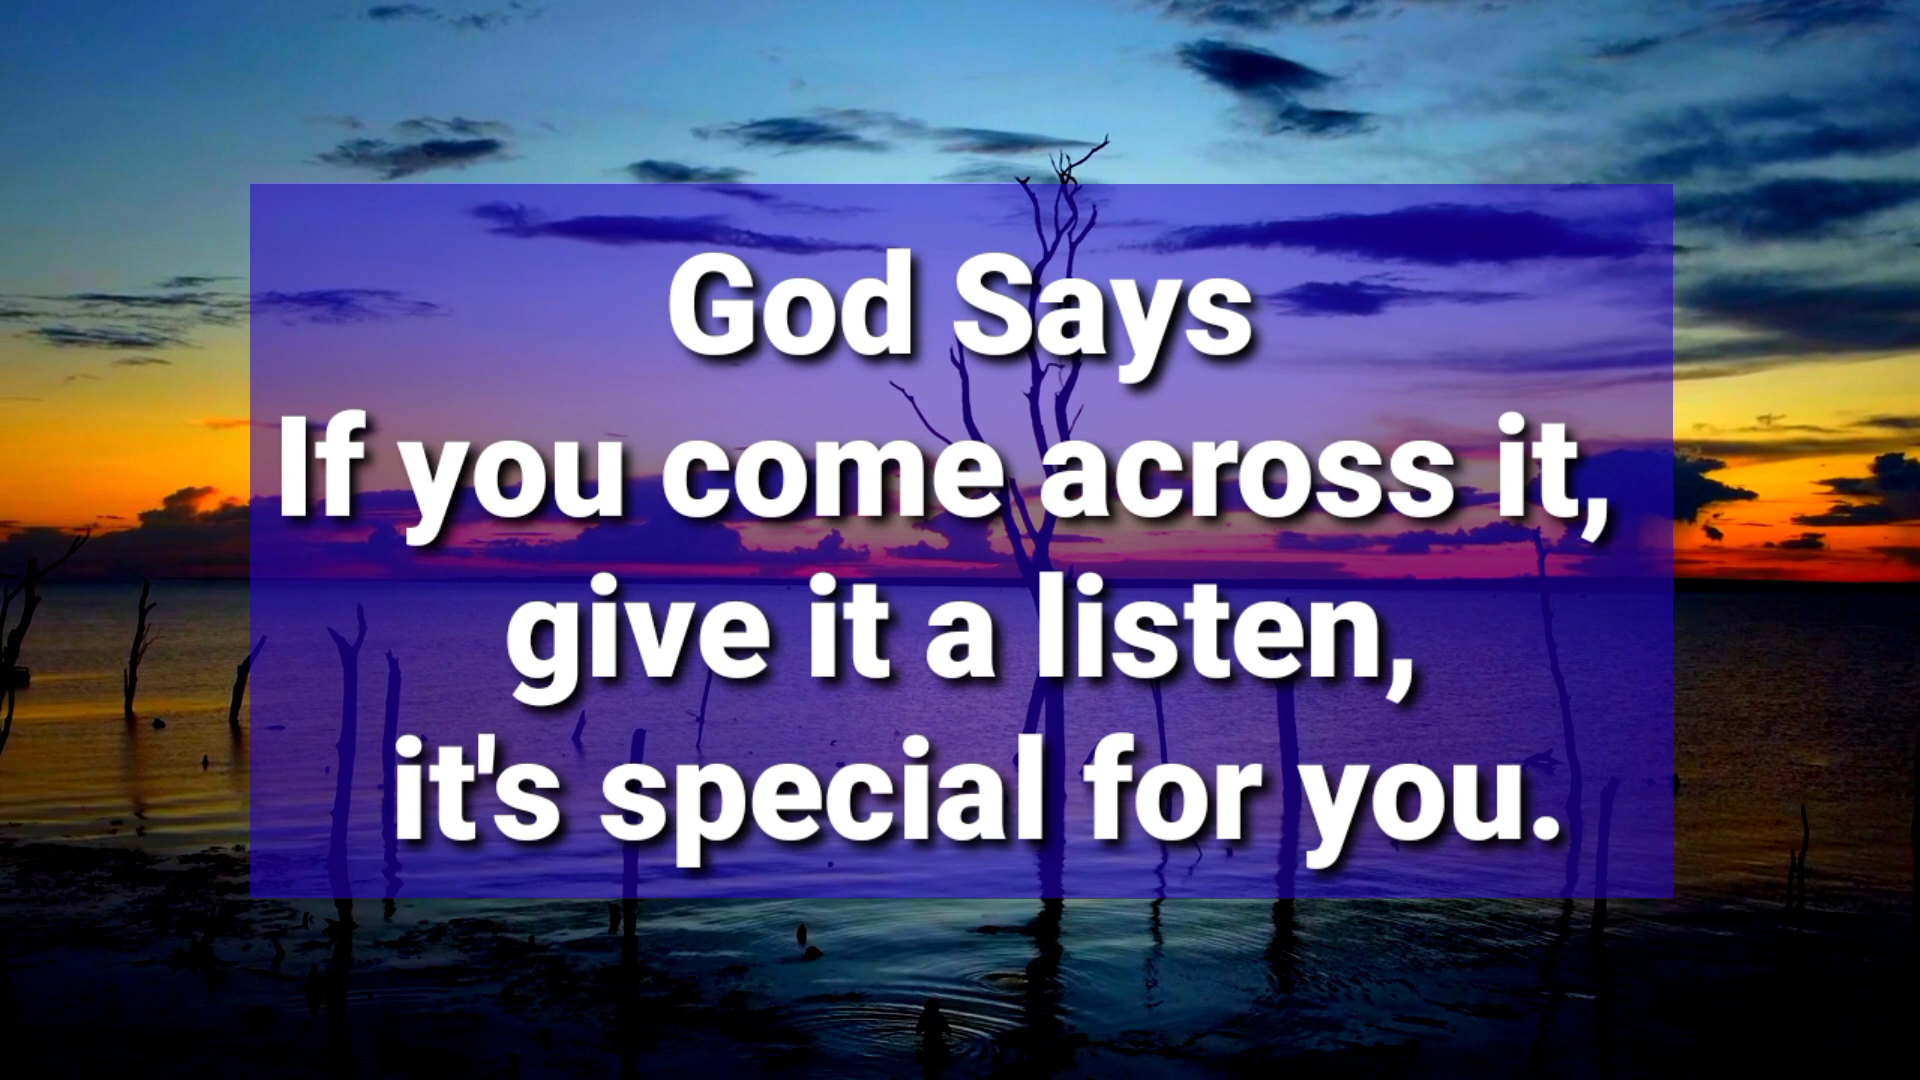 God Says
If you come across it,
give it a listen,
it's special for you.